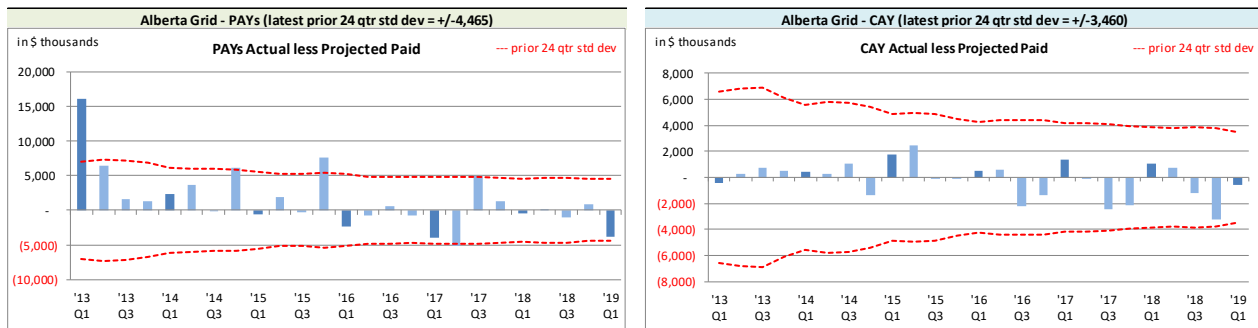 Alberta Grid - PAYs (latest prior 24 qtr std dev = +/-4,465)
in $ thousands
PAYs Actual less Projected Paid
--- prior 24 qtr std dev
20,000
15,000
10,000
5,000
-
(5,000)
(10,000)
'13 '13 '14 '14 '15 '15 '16 '16 '17 '17 '18 '18 '19
Q1 Q3 Q1 Q3 Q1 Q3 Q1 Q3 Q1 Q3 Q1 Q3 Q1
Alberta Grid - CAY (latest prior 24 qtr std dev = +/-3,460)
in $ thousands
CAY Actual less Projected Paid
--- prior 24 qtr std dev
8,000
6,000
4,000
2,000
-
(2,000)
(4,000)
(6,000)
(8,000)
'13 '13 '14 '14 '15 '15 '16 '16 '17 '17 '18 '18 '19
Q1 Q3 Q1 Q3 Q1 Q3 Q1 Q3 Q1 Q3 Q1 Q3 Q1